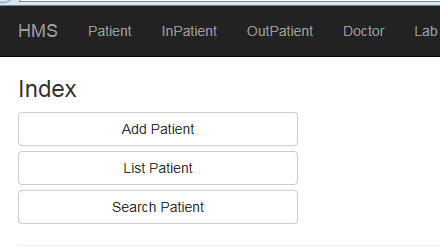 HMS Patient InPatient OutPatient Doctor Lab
Index
Add Patient
List Patient
Search Patient